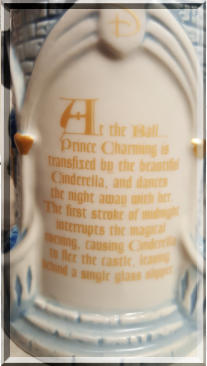 At the Ball...
Prince Charming is
transfixed by the beautiful
Cinderella, and dances
the night away with her.
The first stroke of midnight
interrupts the magical
evening, causing Cinderella
to flee the castle, leaving
behind a single glass slipper.